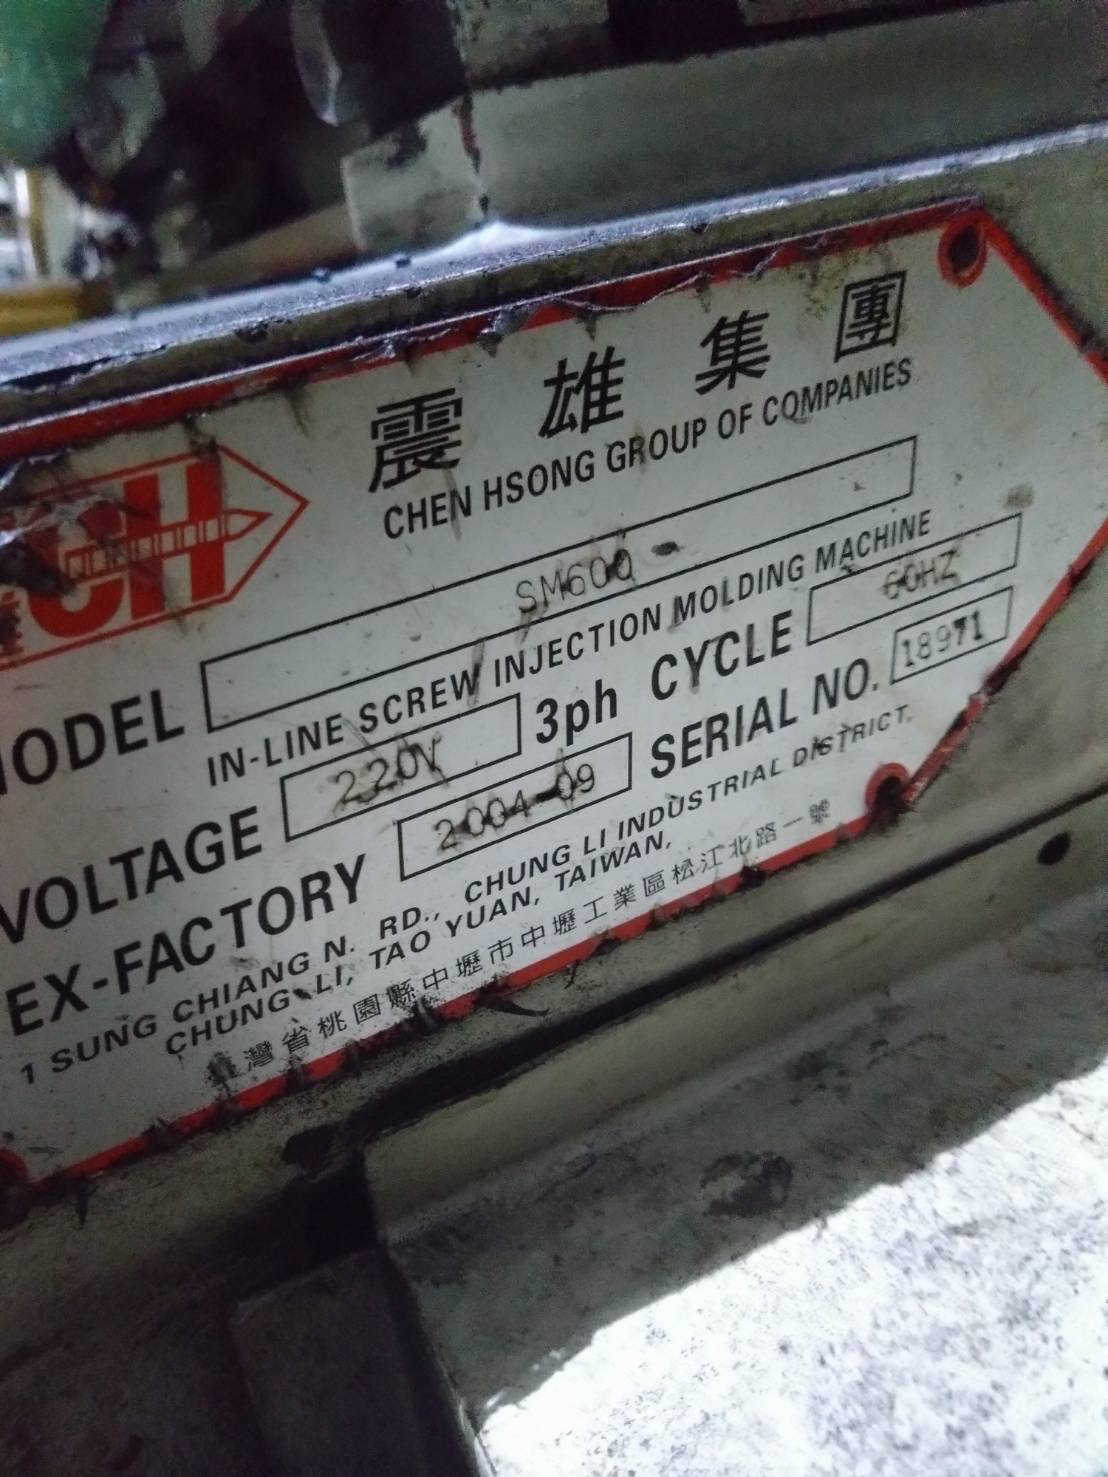 震雄集團
CHEN HSONG GROUP OF COMPANIES
CH
MODEL SM600
IN-LINE SCREW INJECTION MOLDING MACHINE
VOLTAGE 220V 3ph CYCLE 60HZ
EX-FACTORY 2004-09 SERIAL NO. 18971
1 SUNG CHIANG N. RD., CHUNG LI INDUSTRIAL DISTRICT,
CHUNG-LI, TAO YUAN, TAIWAN,
臺灣省桃園縣中壢市中壢工業區松江北路一號